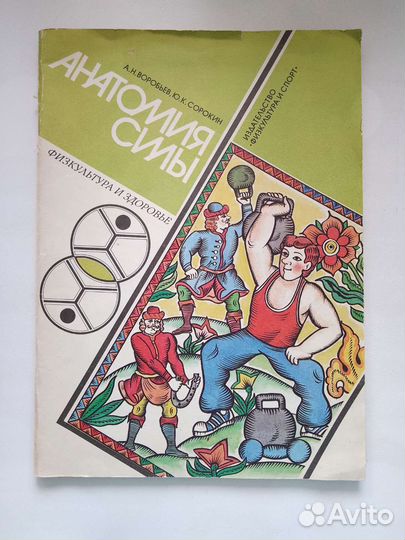 А.Н. ВОРОБЬЕВ, Ю.К. СОРОКИН
АНАТОМИЯ
СИЛЫ
ИЗДАТЕЛЬСТВО
"ФИЗКУЛЬТУРА И СПОРТ"
ФИЗКУЛЬТУРА И ЗДОРОВЬЕ
Avito